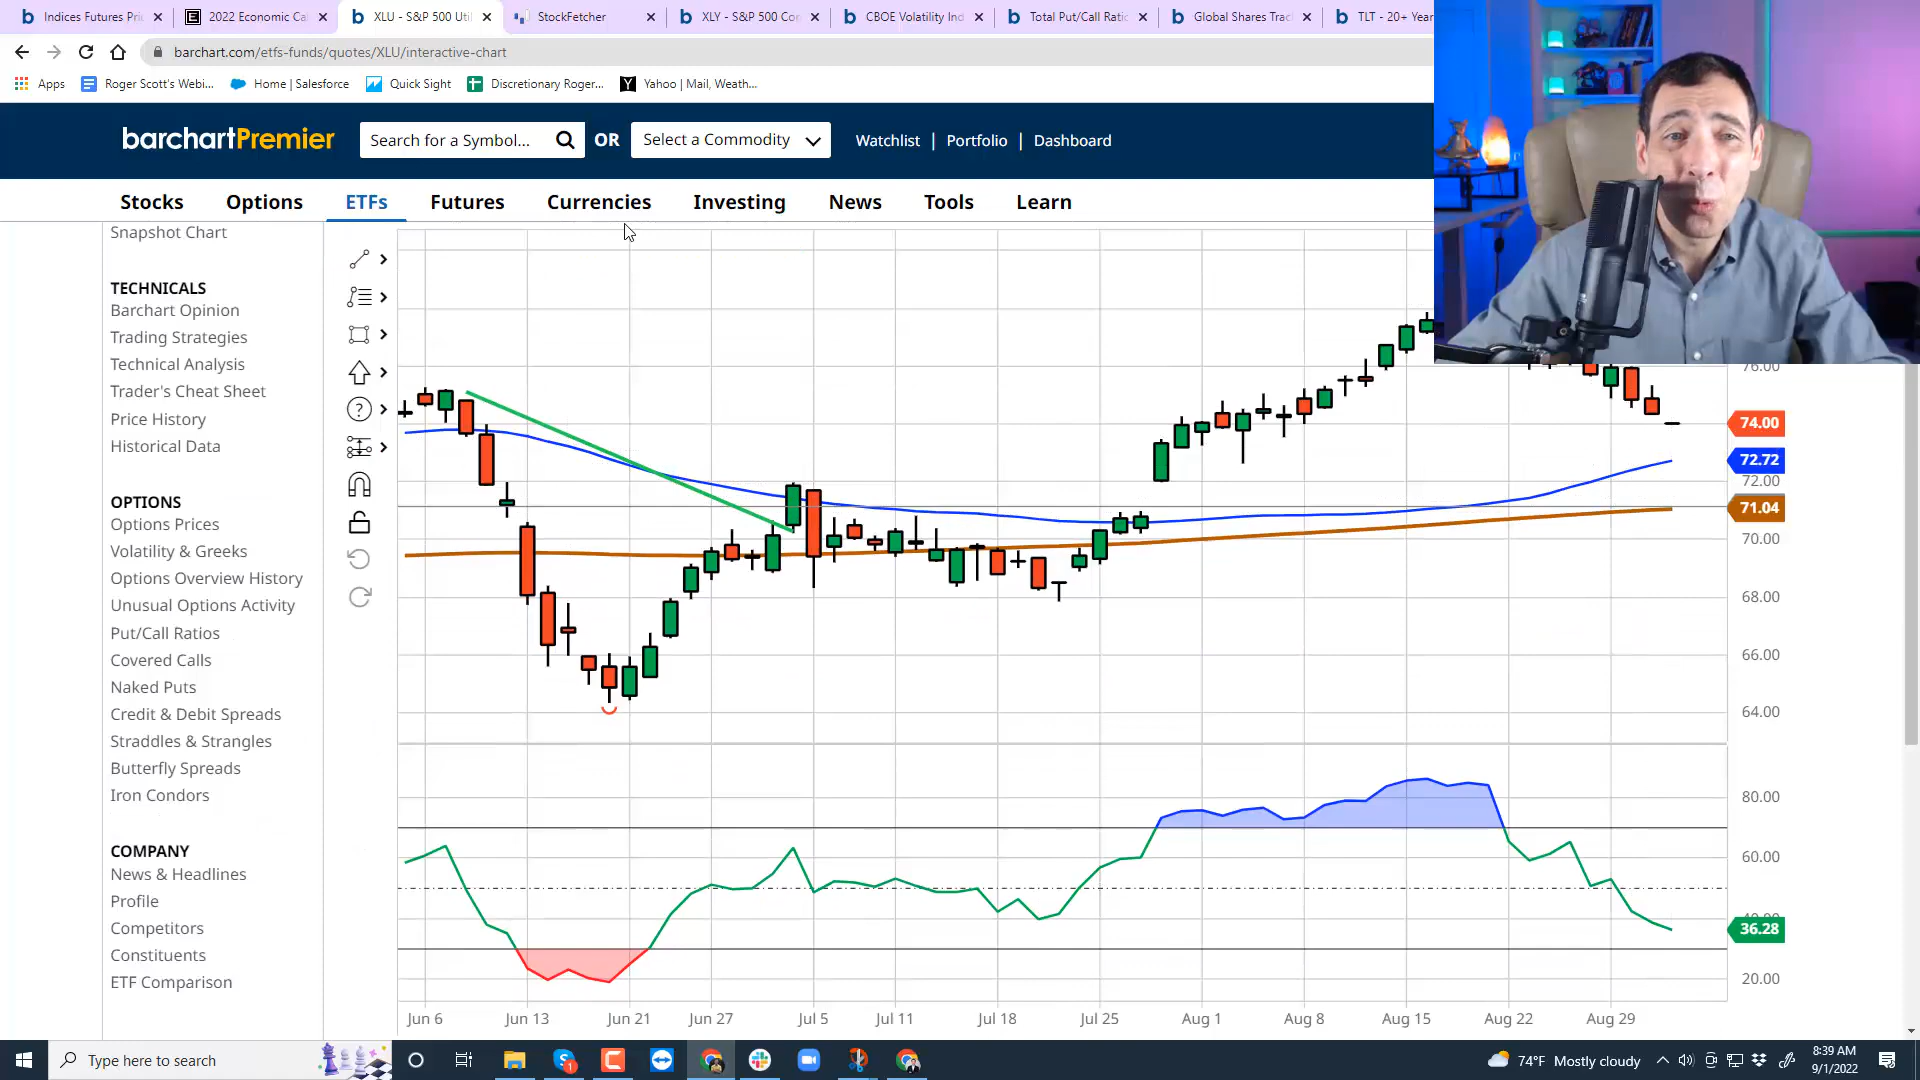 Indices Futures Pri
2022 Economic Ca
XLU - S&P 500 Uti
StockFetcher
XLY - S&P 500 Co
CBOE Volatility Ind
Total Put/Call Rati
Global Shares Trac
TLT - 20+ Year
barchart.com/etfs-funds/quotes/XLU/interactive-chart
Apps
Roger Scott's Webi...
Home | Salesforce
Quick Sight
Discretionary Roger...
Yahoo | Mail, Weath...
barchartPremier
Search for a Symbol...
OR
Select a Commodity
Watchlist | Portfolio | Dashboard
Stocks
Options
ETFs
Futures
Currencies
Investing
News
Tools
Learn
Snapshot Chart
TECHNICALS
Barchart Opinion
Trading Strategies
Technical Analysis
Trader's Cheat Sheet
Price History
Historical Data
OPTIONS
Options Prices
Volatility & Greeks
Options Overview History
Unusual Options Activity
Put/Call Ratios
Covered Calls
Naked Puts
Credit & Debit Spreads
Straddles & Strangles
Butterfly Spreads
Iron Condors
COMPANY
News & Headlines
Profile
Competitors
Constituents
ETF Comparison
76.00
74.00
72.72
72.00
71.04
70.00
68.00
66.00
64.00
80.00
60.00
40.00
36.28
20.00
Jun 6
Jun 13
Jun 21
Jun 27
Jul 5
Jul 11
Jul 18
Jul 25
Aug 1
Aug 8
Aug 15
Aug 22
Aug 29
Type here to search
74°F Mostly cloudy
8:39 AM
9/1/2022